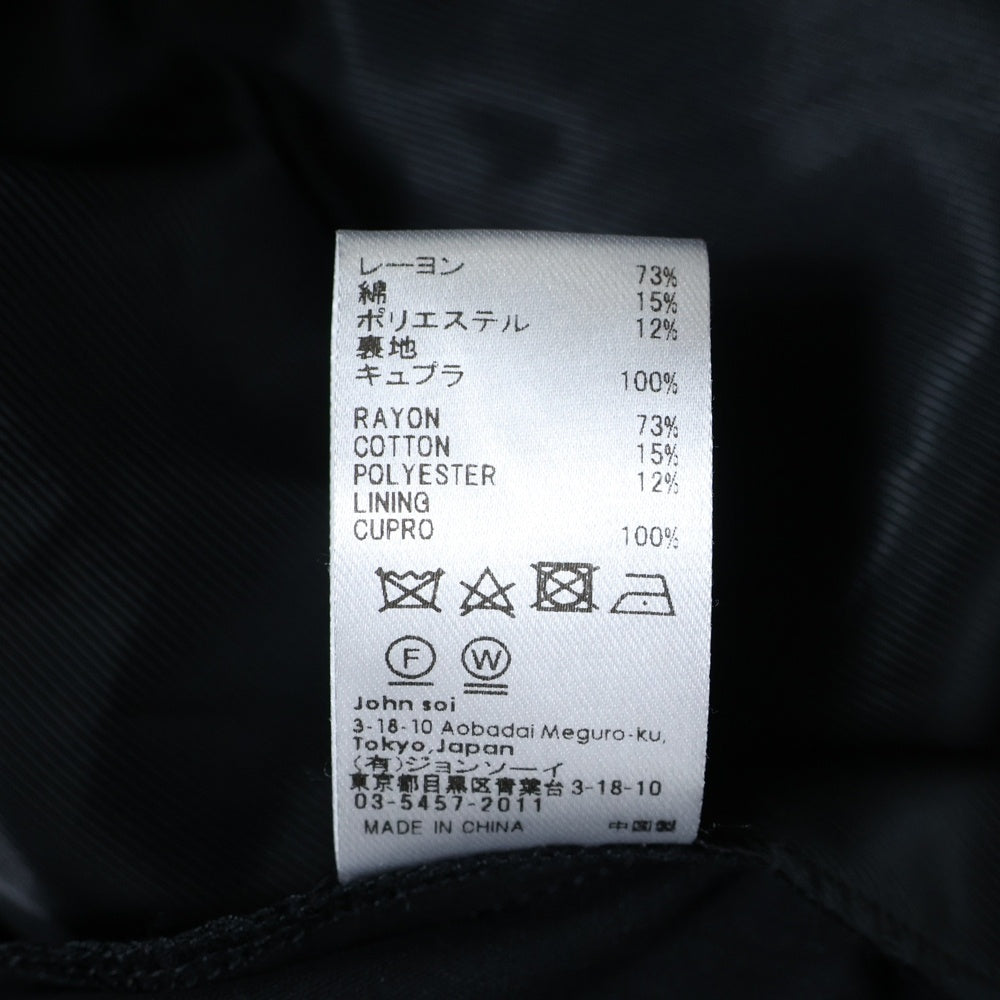 レーヨン 73%
綿 15%
ポリエステル 12%
裏地
キュプラ 100%
RAYON 73%
COTTON 15%
POLYESTER 12%
LINING
CUPRO 100%
F W
John soi
3-18-10 Aobadai Meguro-ku,
Tokyo,Japan
(有)ジョンソーイ
東京都目黒区青葉台3-18-10
03-5457-2011
MADE IN CHINA 中国製